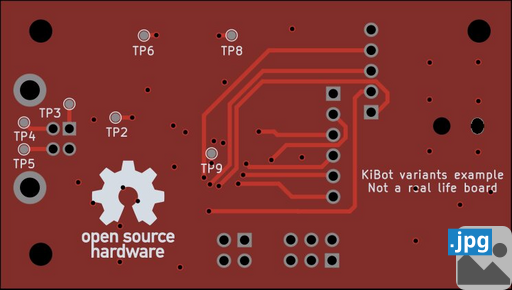 TP6
TP8
TP3
TP4
TP2
TP5
TP9
KiBot variants example
Not a real life board
open source
hardware
.jpg